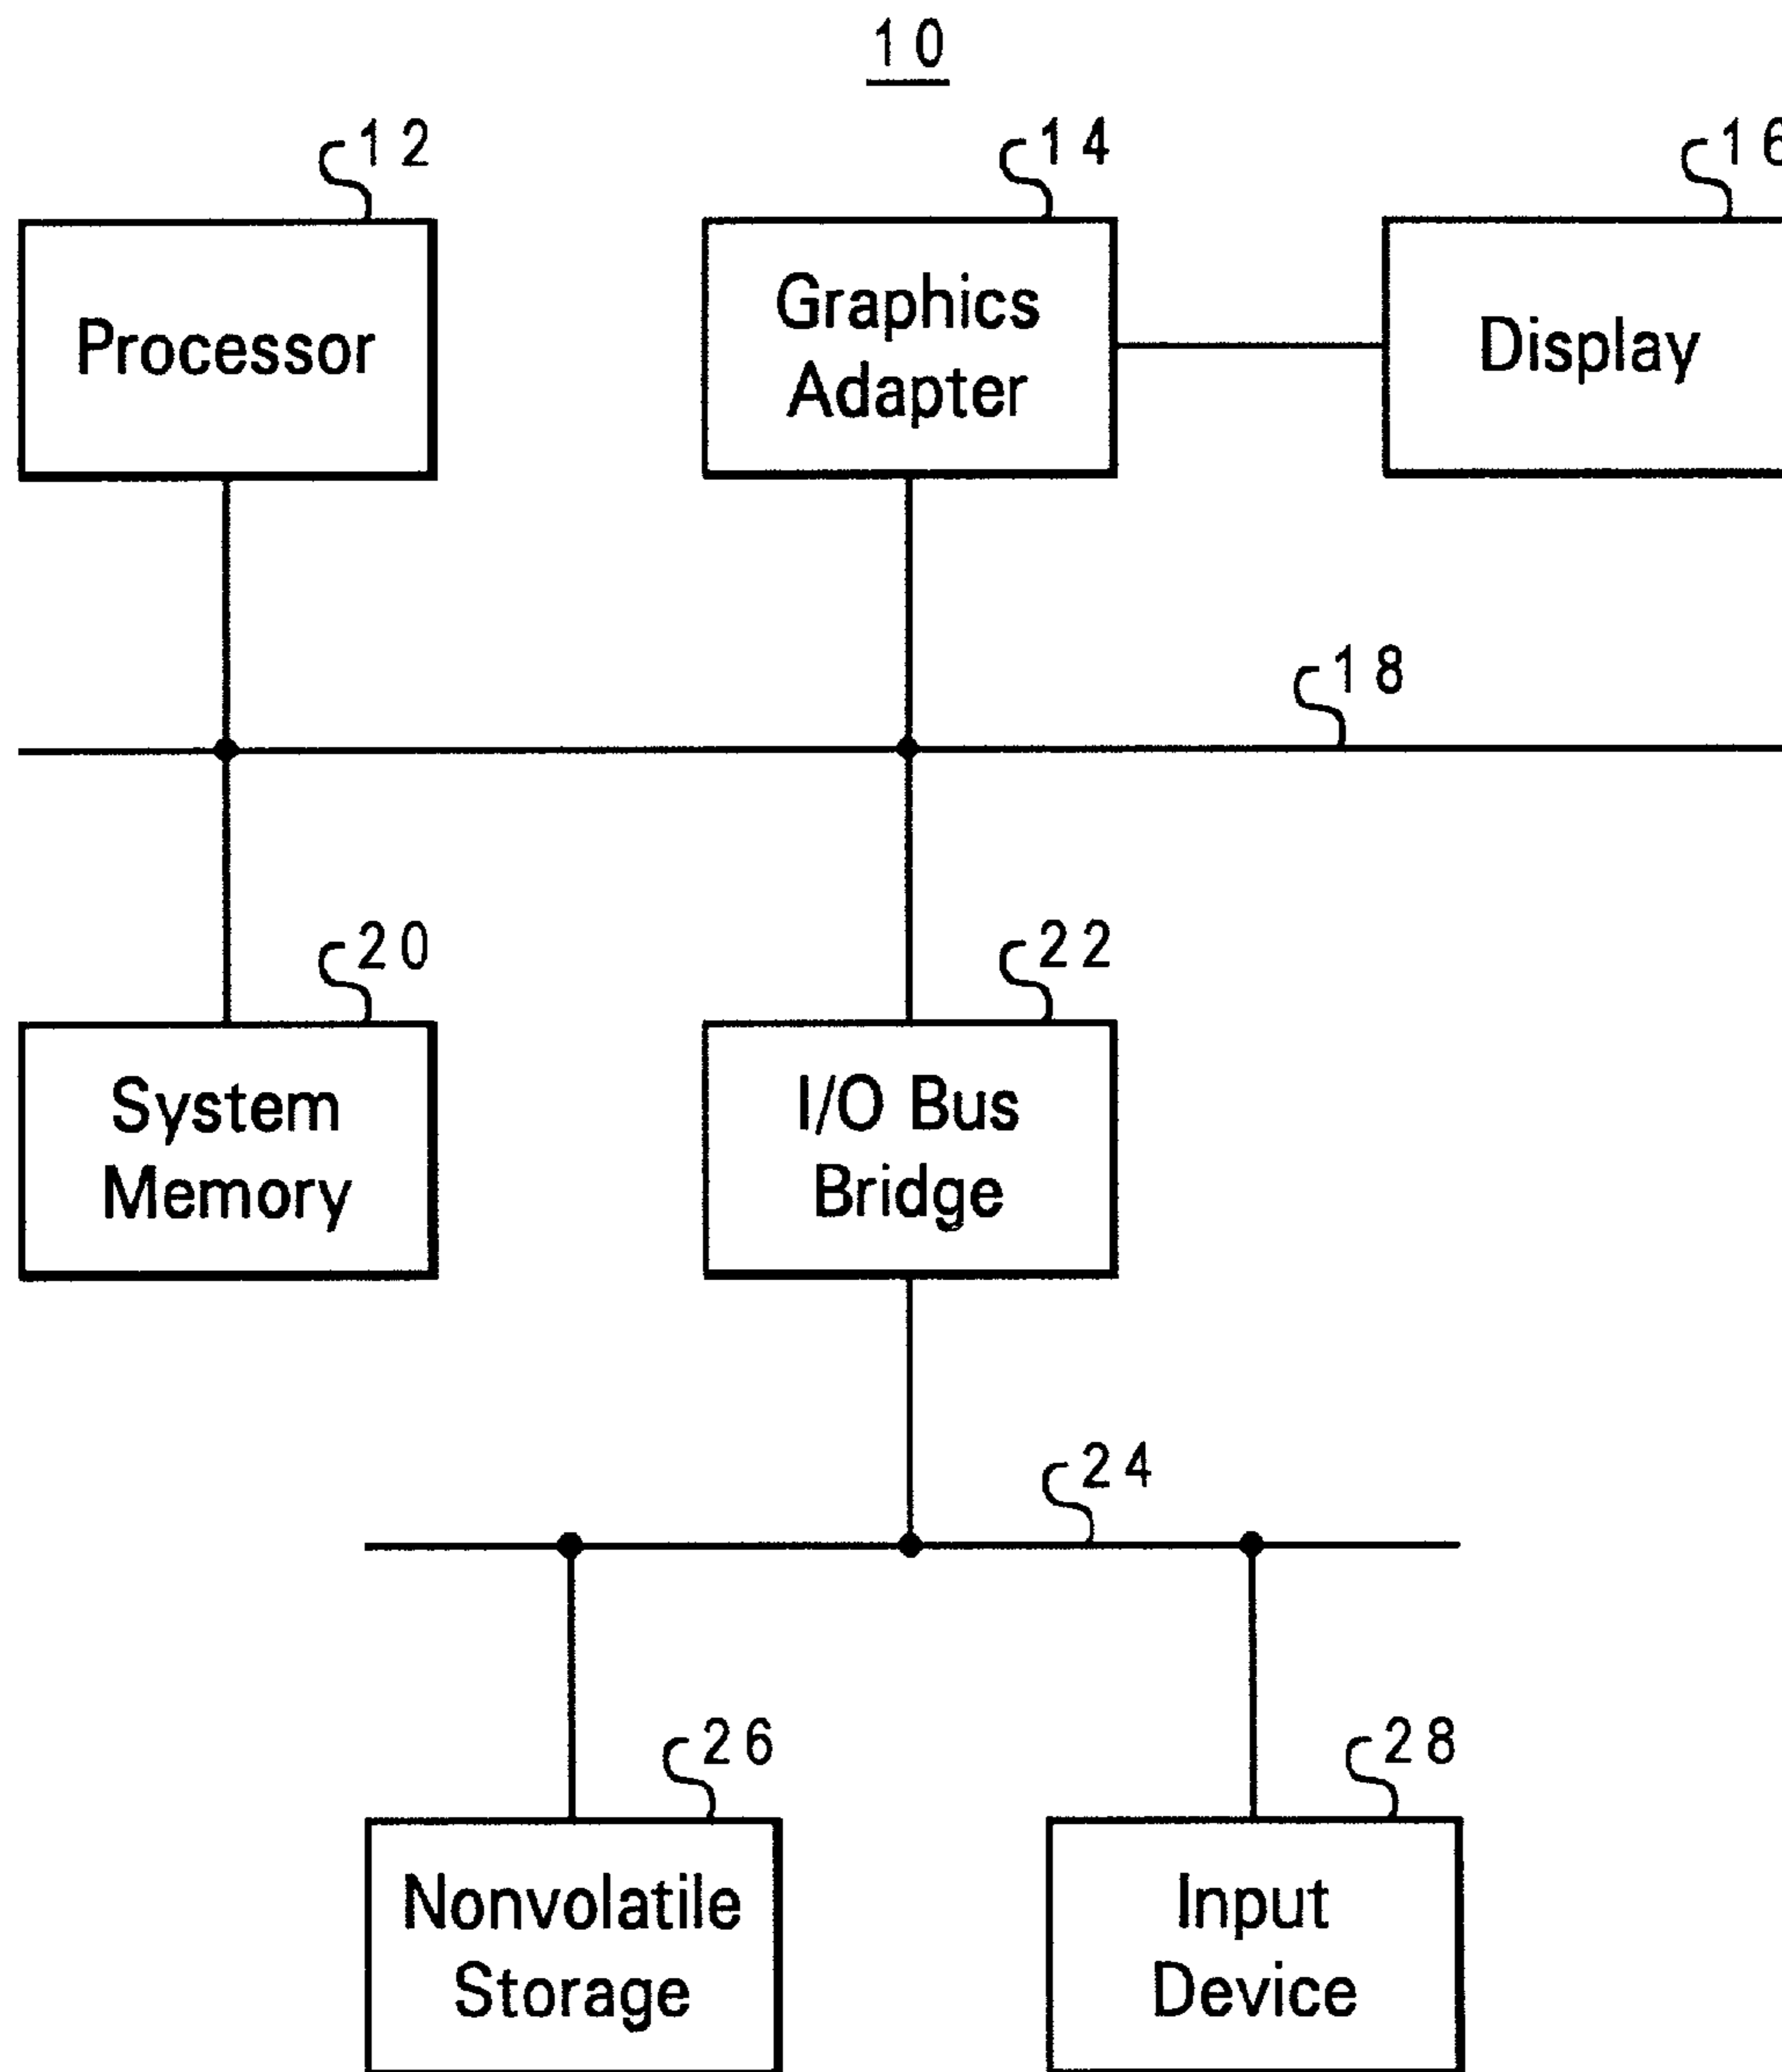 10
12
14
16
Processor
Graphics
Adapter
Display
18
20
22
System
Memory
I/O Bus
Bridge
24
26
28
Nonvolatile
Storage
Input
Device